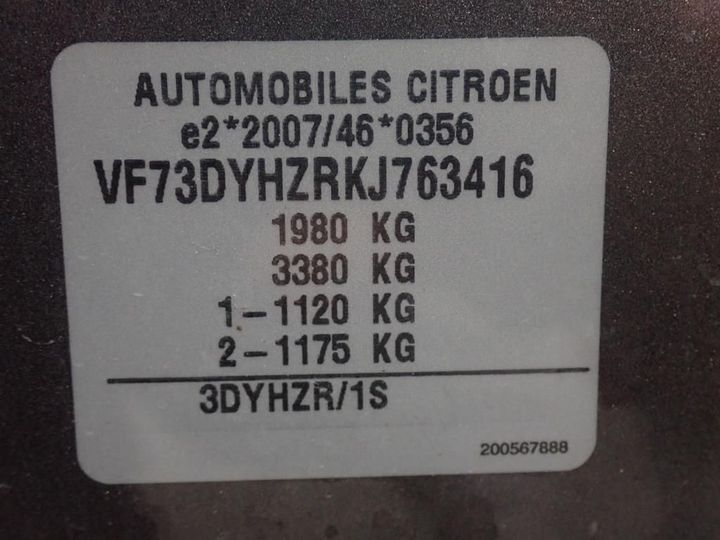 AUTOMOBILES CITROEN
e2*2007/46*0356
VF73DYHZRKJ763416
1980 KG
3380 KG
1-1120 KG
2-1175 KG
3DYHZR/1S
200567888